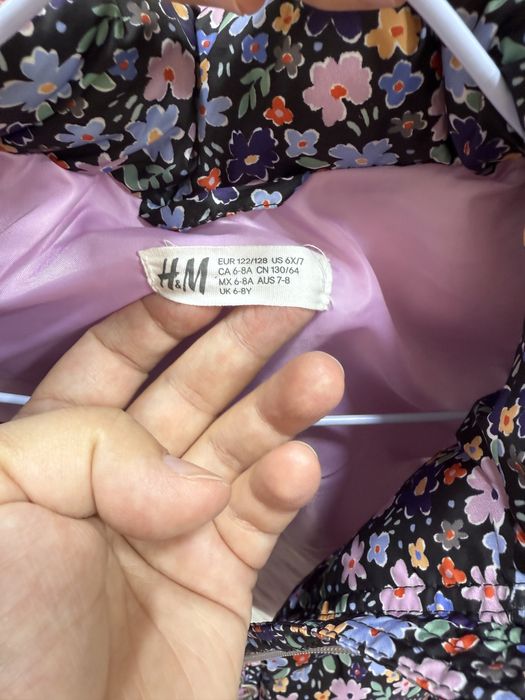 H&M
EUR 122/128 US 6X/7
CA 6-8A CN 130/64
MX 6-8A AUS 7-8
UK 6-8Y